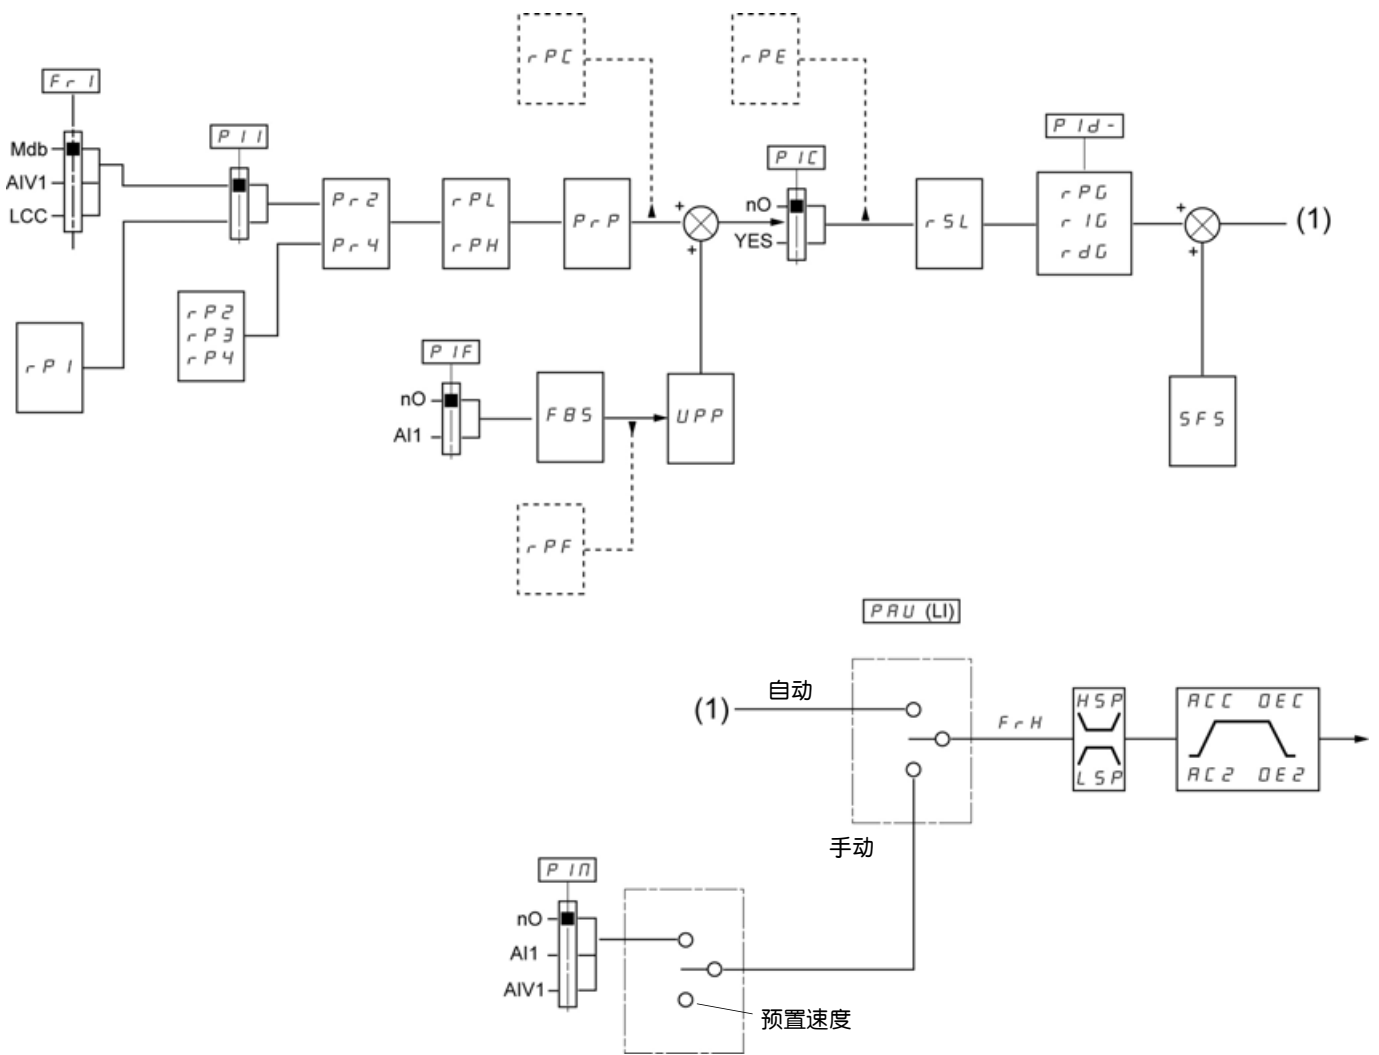 rPC
rPE
Fr1
Mdb
AIV1
LCC
PII
Pr2
Pr4
rPL
rPH
PrP
+
+
PIC
nO
YES
rSL
PId-
rPG
rIG
rdG
+
+
(1)
rP1
rP2
rP3
rP4
PIF
nO
AI1
FBS
UPP
SFS
rPF
PAU (LI)
(1)
自动
手动
FrH
HSP
LSP
ACC DEC
AC2 DE2
PIM
nO
AI1
AIV1
预置速度